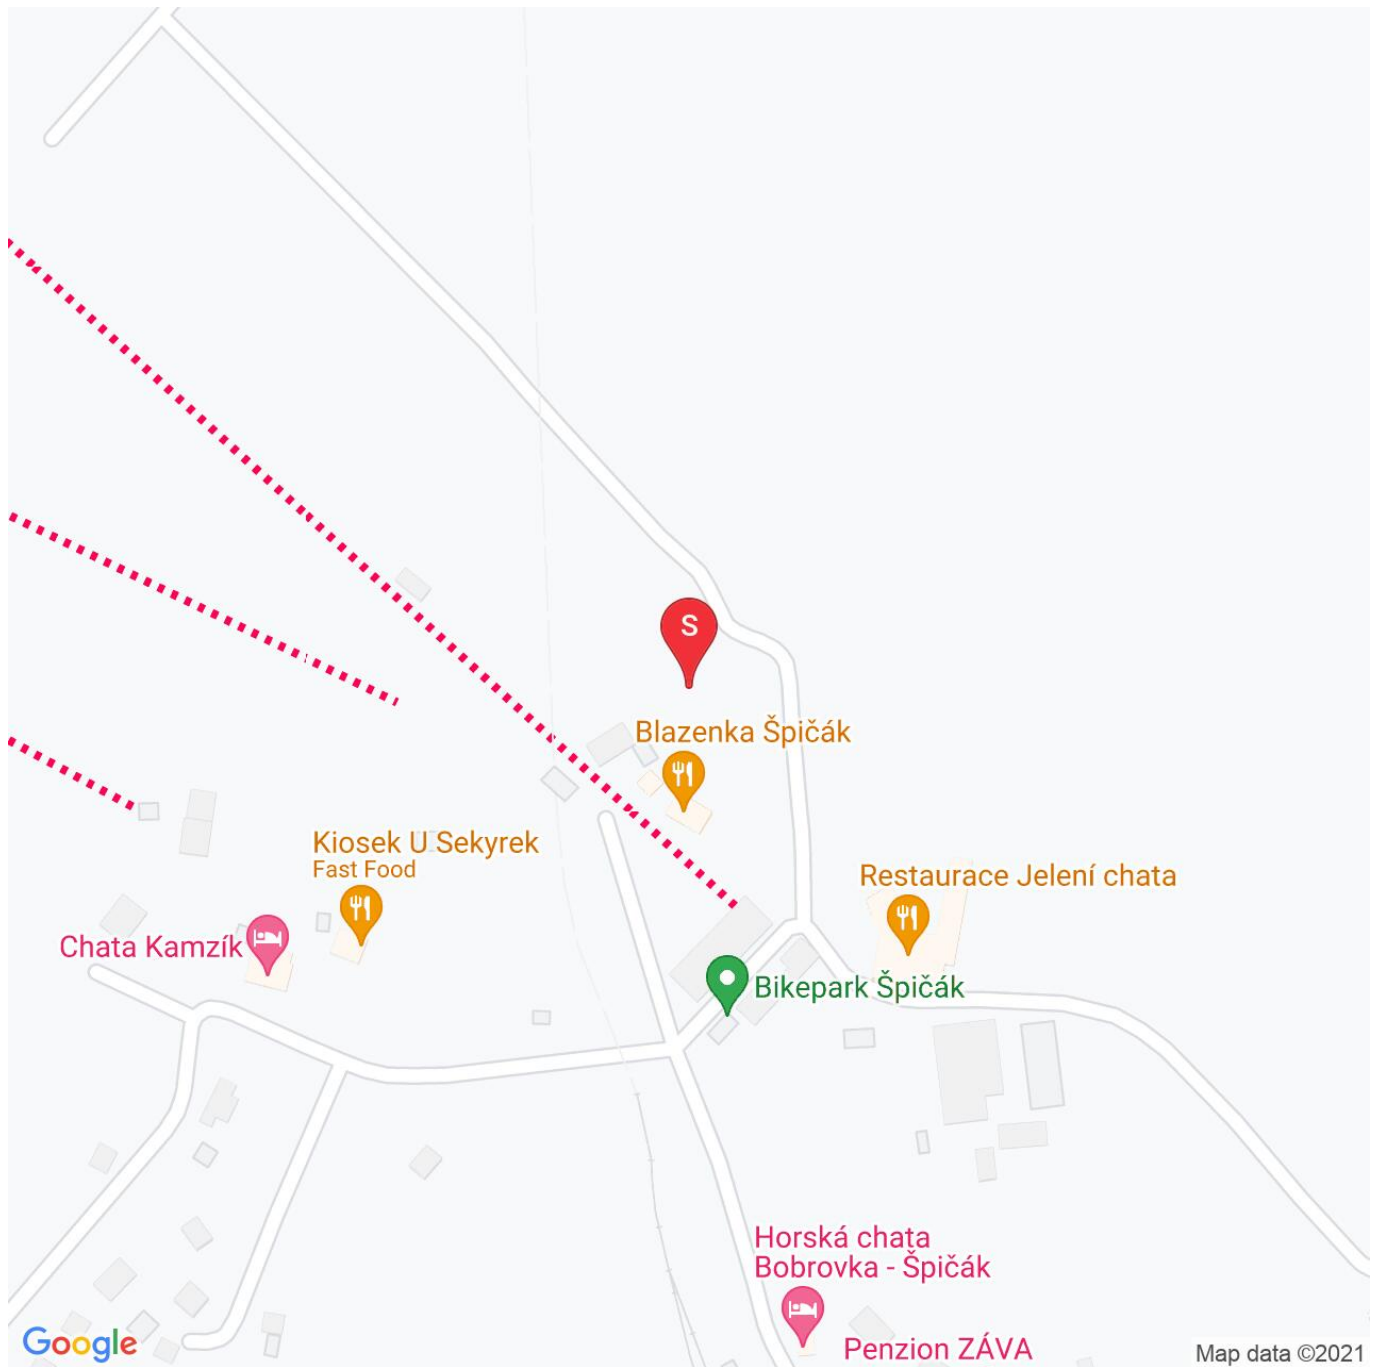 S
Blazenka Špičák
Kiosek U Sekyrek
Fast Food
Restaurace Jelení chata
Chata Kamzík
Bikepark Špičák
Horská chata
Bobrovka - Špičák
Penzion ZÁVA
Google
Map data ©2021